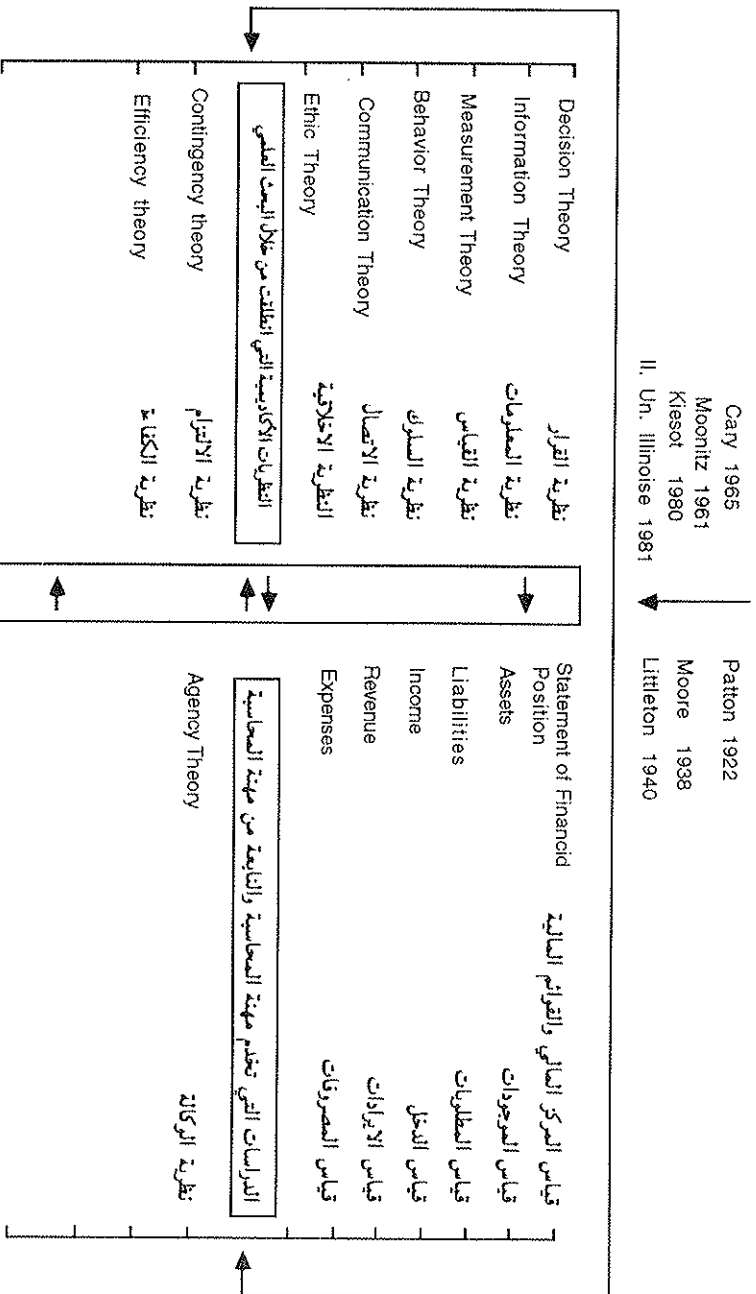 Cary 1965
Moonitz 1961
Kiesot 1980
II. Un. Illinoise 1981
Patton 1922
Moore 1938
Littleton 1940
Decision Theory نظرية القرار
Information Theory نظرية المعلومات
Measurement Theory نظرية القياس
Behavior Theory نظرية السلوك
Communication Theory نظرية الاتصال
Ethic Theory النظرية الاخلاقية
النظريات الأكاديمية التي انطلقت من خلال البحث العلمي
Contingency theory نظرية الالتزام
Efficiency theory نظرية الكفاءة
Statement of Financid
Position قياس المركز المالي والقوائم المالية
Assets قياس الموجودات
Liabilities قياس المطلوبات
Income قياس الدخل
Revenue قياس الايرادات
Expenses قياس المصروفات
الدراسات التي تخدم مهنة المحاسبة والنابعة من مهنة المحاسبة
Agency Theory نظرية الوكالة